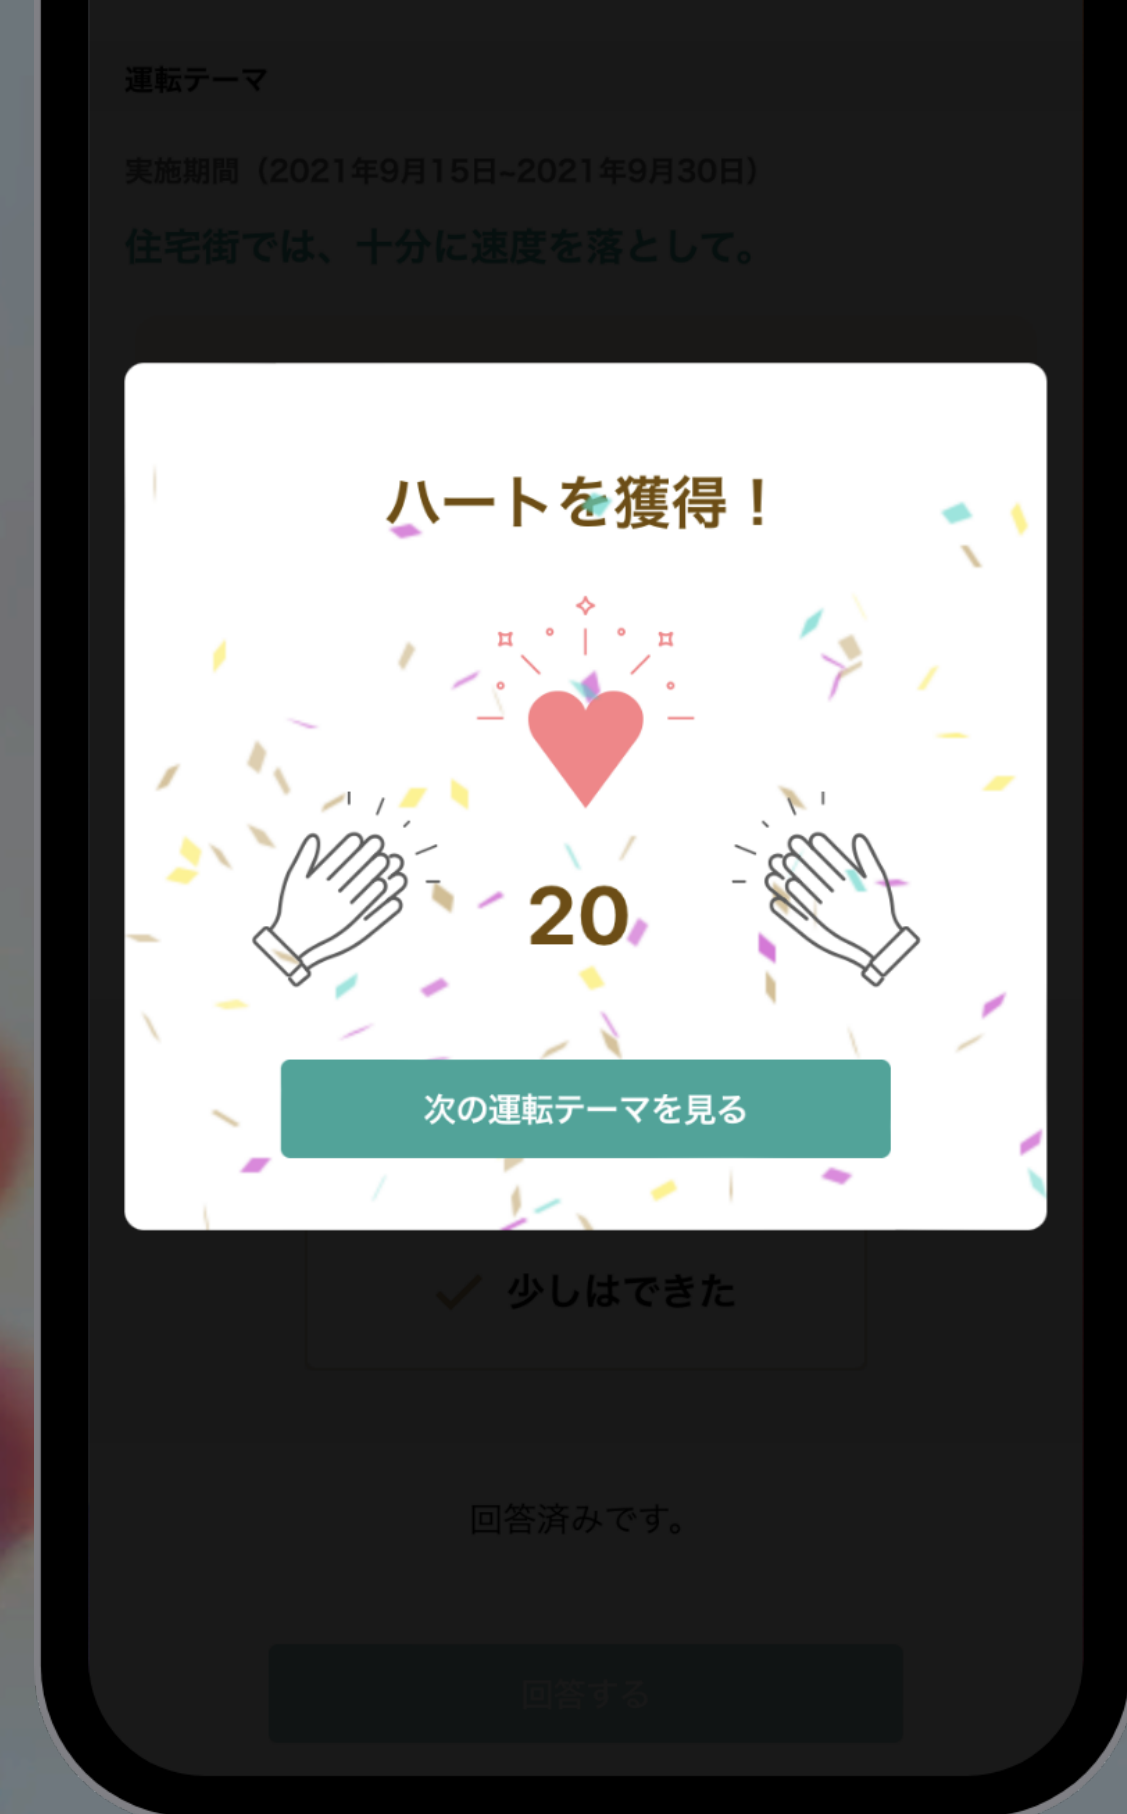 運転テーマ
実施期間（2021年9月15日~2021年9月30日）
住宅街では、十分に速度を落として。
ハートを獲得！
20
次の運転テーマを見る
少しはできた
回答済みです。
回答する